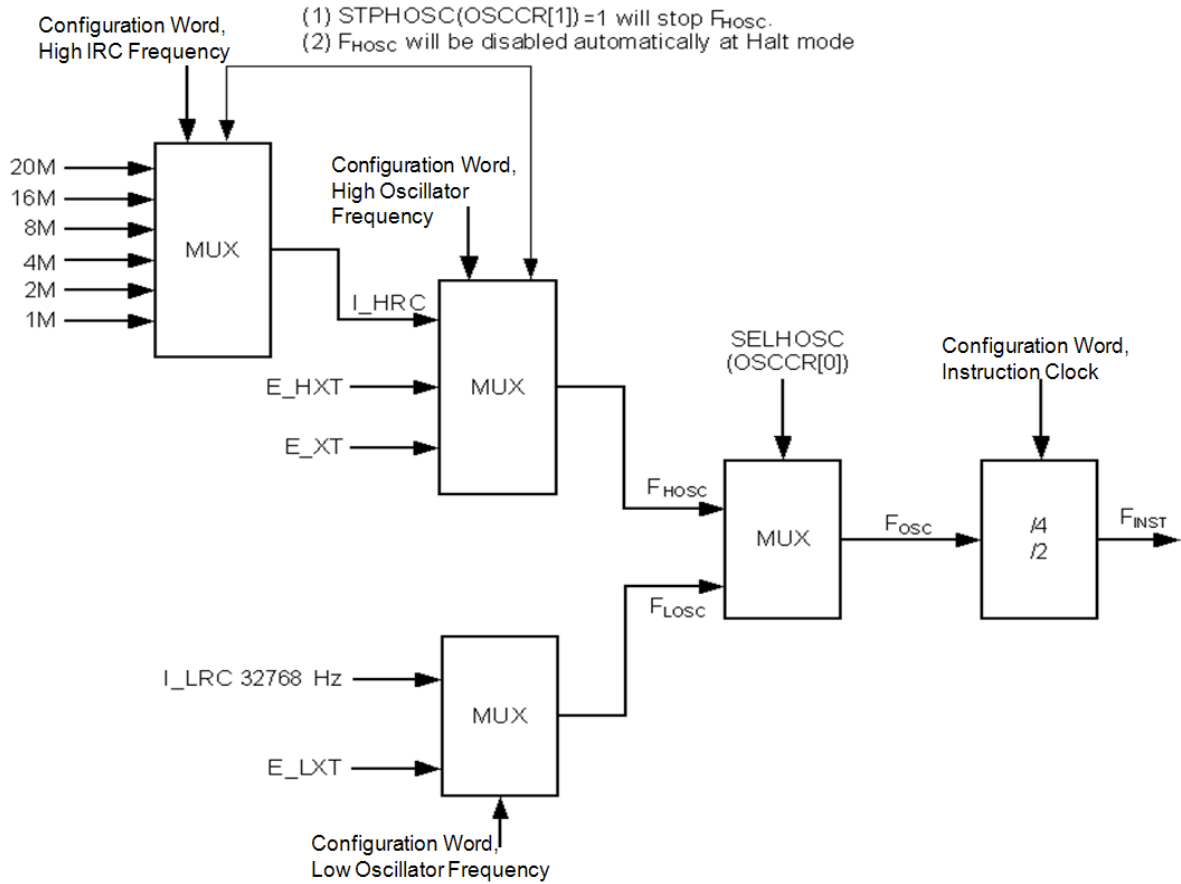 (1) STPHOSC(OSCCR[1])=1 will stop FHOSC.
(2) FHOSC will be disabled automatically at Halt mode
Configuration Word,
High IRC Frequency
20M
16M
8M
4M
2M
1M
MUX
Configuration Word,
High Oscillator
Frequency
I_HRC
E_HXT
E_XT
MUX
SELHOSC
(OSCCR[0])
Configuration Word,
Instruction Clock
FHOSC
FLOSC
MUX
FOSC
/4
/2
FINST
I_LRC 32768 Hz
E_LXT
MUX
Configuration Word,
Low Oscillator Frequency